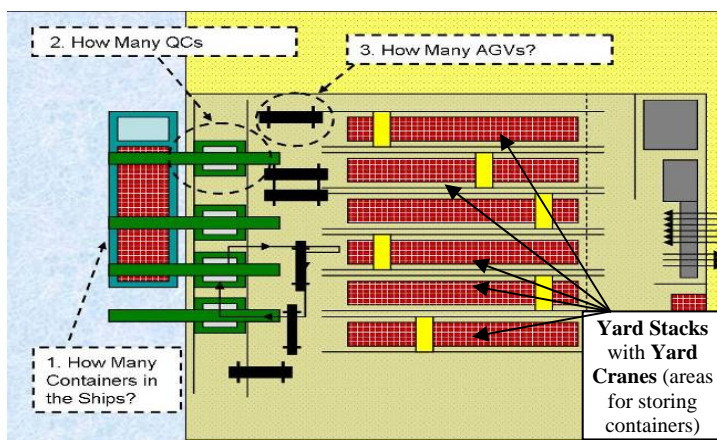 2. How Many QCs
3. How Many AGVs?
1. How Many
Containers in
the Ships?
Yard Stacks
with Yard
Cranes (areas
for storing
containers)